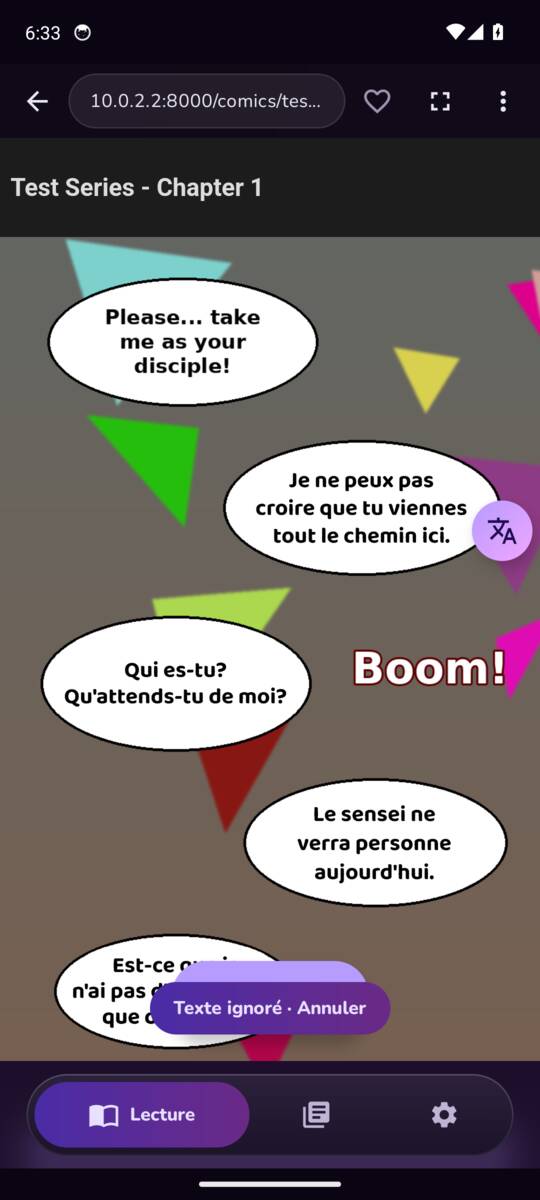 6:33
10.0.2.2:8000/comics/tes...
Test Series - Chapter 1
Please... take
me as your
disciple!
Je ne peux pas
croire que tu viennes
tout le chemin ici.
Qui es-tu?
Qu'attends-tu de moi?
Boom!
Le sensei ne
verra personne
aujourd'hui.
Est-ce
n'ai pas
que
Texte ignoré · Annuler
Lecture